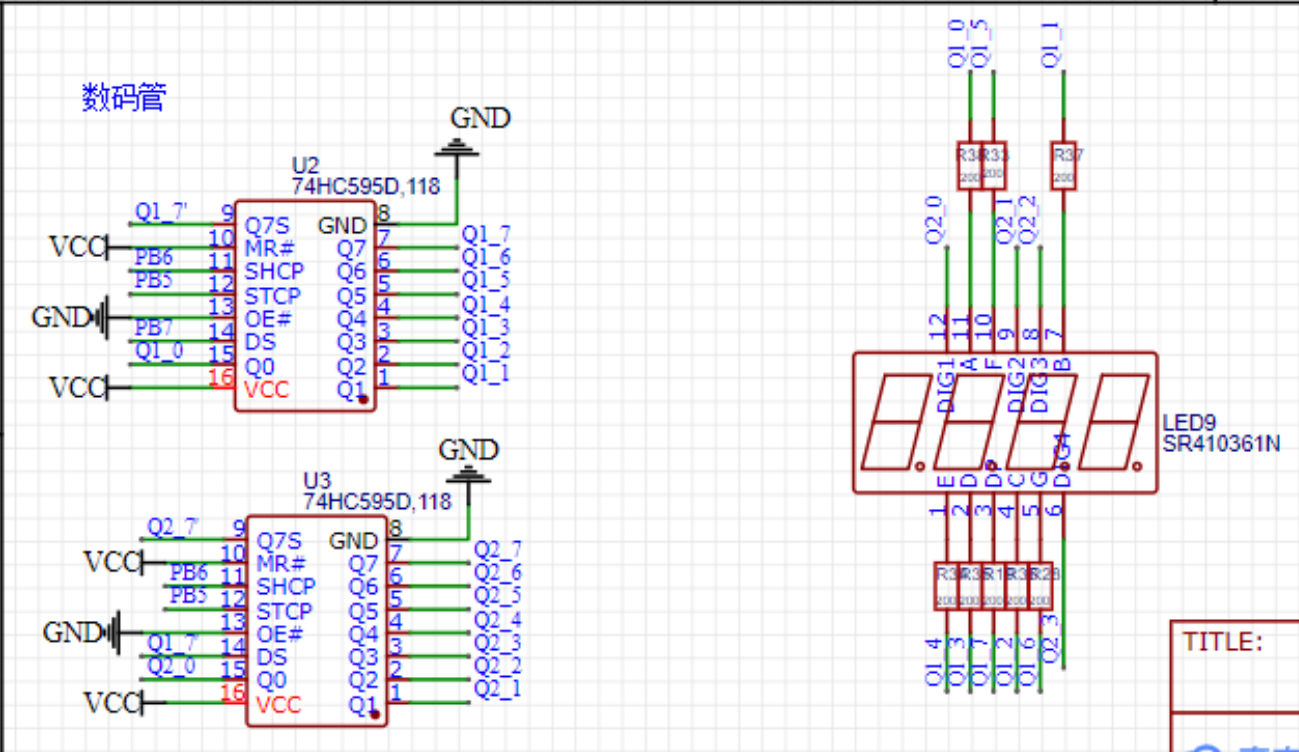 数码管
GND
U2
74HC595D,118
Q1_7' 9 Q7S GND 8
VCC 10 MR# Q7 7 Q1_7
PB6 11 SHCP Q6 6 Q1_6
PB5 12 STCP Q5 5 Q1_5
GND 13 OE# Q4 4 Q1_4
PB7 14 DS Q3 3 Q1_3
Q1_0 15 Q0 Q2 2 Q1_2
VCC 16 VCC Q1 1 Q1_1
GND
U3
74HC595D,118
Q2_7' 9 Q7S GND 8
VCC 10 MR# Q7 7 Q2_7
PB6 11 SHCP Q6 6 Q2_6
PB5 12 STCP Q5 5 Q2_5
GND 13 OE# Q4 4 Q2_4
Q1_7' 14 DS Q3 3 Q2_3
Q2_0 15 Q0 Q2 2 Q2_2
VCC 16 VCC Q1 1 Q2_1
Q1_0 Q1_5 Q1_1
R33 R37
200 200 200
Q2_0 Q2_1 Q2_2
12 11 10 9 8 7
DIG1 A F DIG2 DIG3 B
LED9
SR410361N
E D DP C G DIG4
1 2 3 4 5 6
R28
200 200 200 200 200
Q1_4 Q1_3 Q1_7 Q1_2 Q1_6 Q2_3
TITLE: